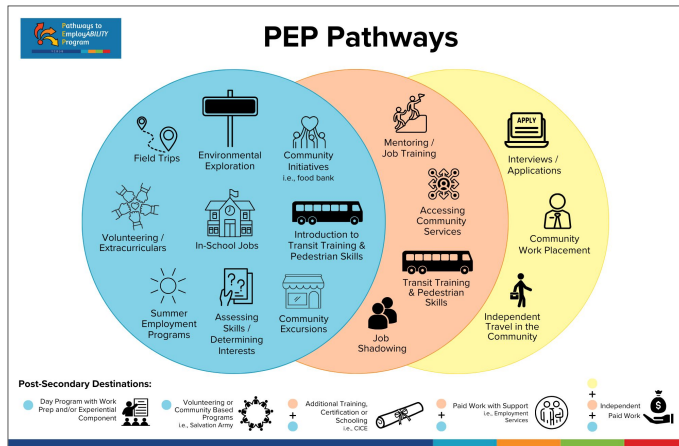 Pathways to
EmployABILITY
Program
PEP Pathways
Field Trips
Environmental
Exploration
Community
Initiatives
i.e., food bank
Volunteering /
Extracurriculars
In-School Jobs
Introduction to
Transit Training &
Pedestrian Skills
Summer
Employment
Programs
Assessing
Skills /
Determining
Interests
Community
Excursions
Mentoring /
Job Training
Accessing
Community
Services
Transit Training
& Pedestrian
Skills
Job
Shadowing
APPLY
Interviews /
Applications
Community
Work Placement
Independent
Travel in the
Community
Post-Secondary Destinations:
Day Program with Work
Prep and/or Experiential
Component
Volunteering or
Community Based
Programs
i.e., Salvation Army
+
Additional Training,
Certification or
Schooling
i.e., CICE
+
Paid Work with Support
i.e., Employment
Services
+
+
Independent
Paid Work
$